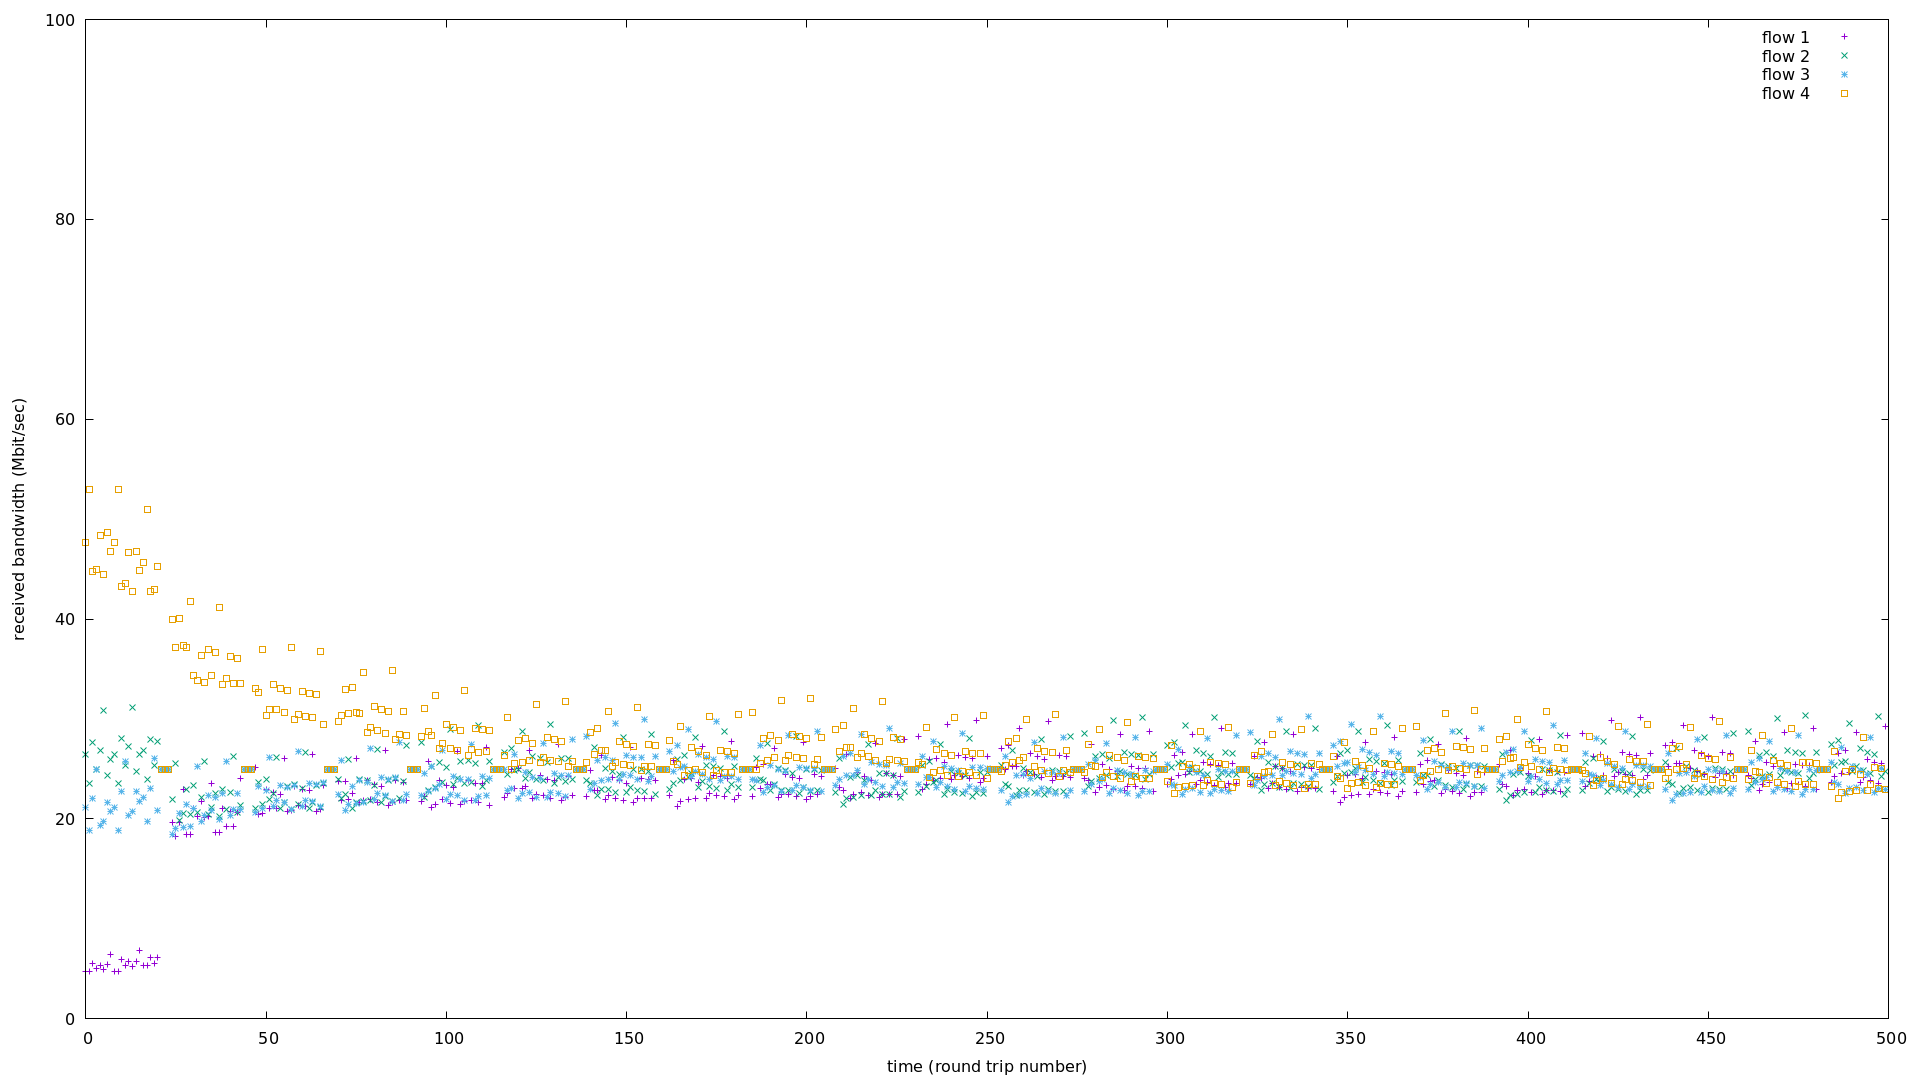 100
80
60
40
20
0
received bandwidth (Mbit/sec)
flow 1
flow 2
flow 3
flow 4
0 50 100 150 200 250 300 350 400 450 500
time (round trip number)